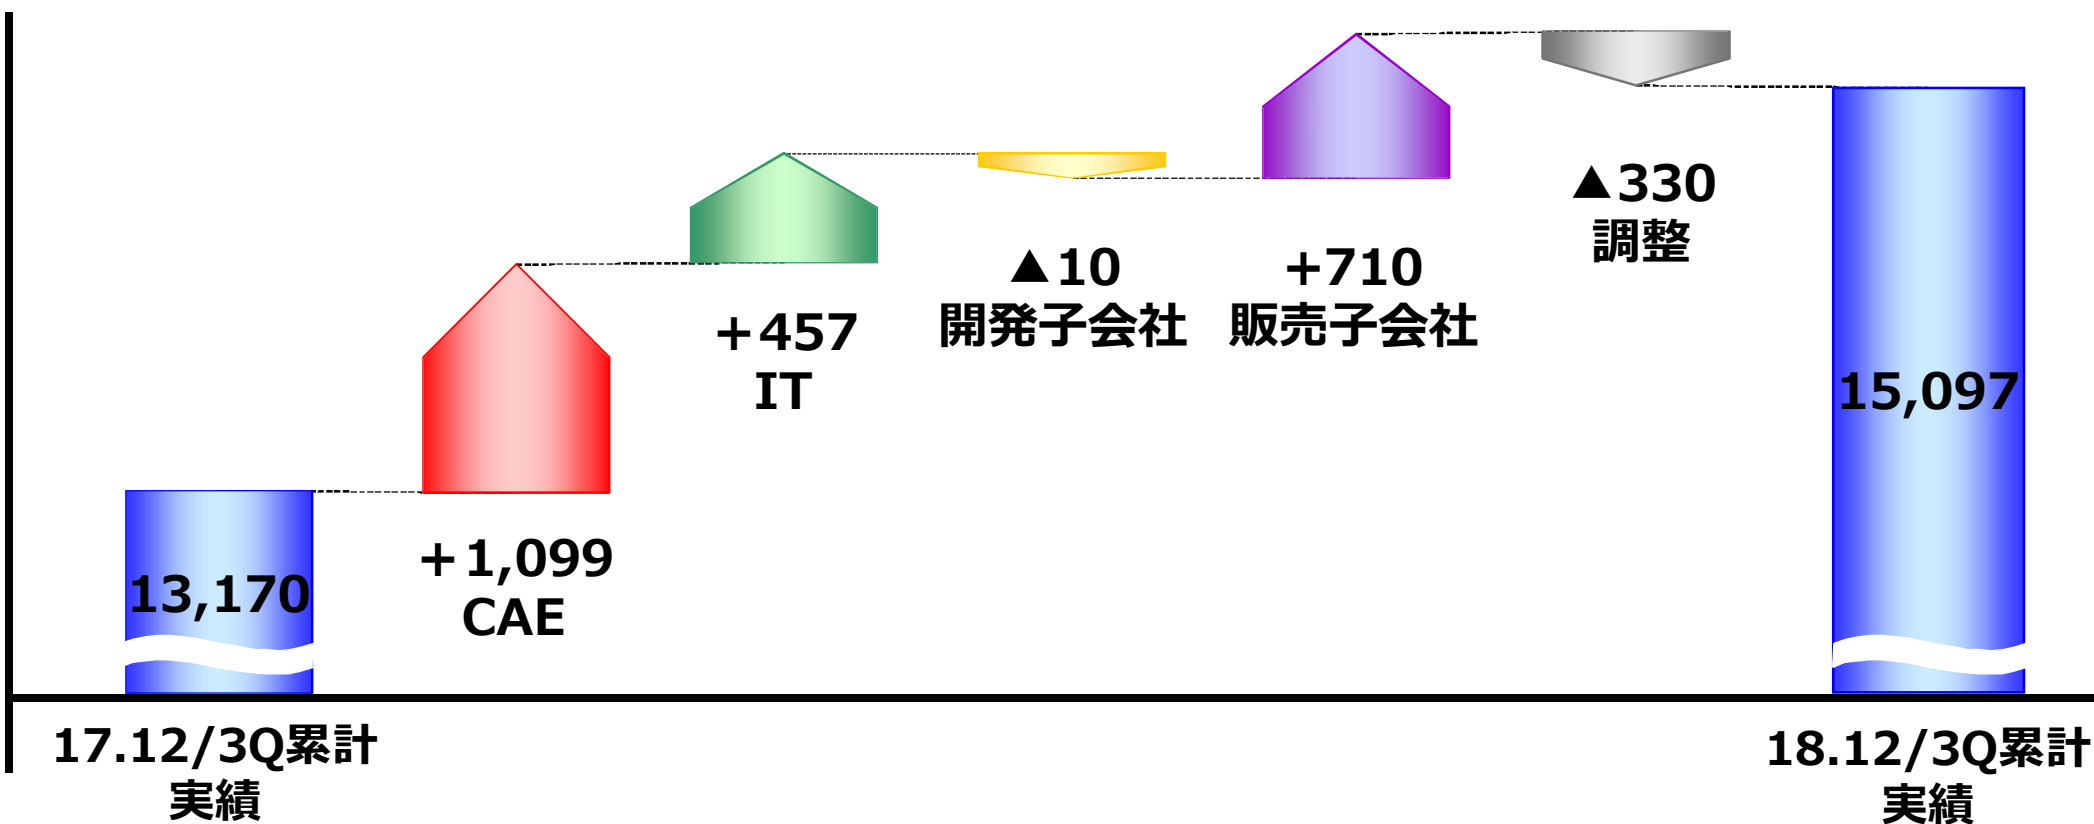 13,170
17.12/3Q累計
実績
+1,099
CAE
+457
IT
▲10
開発子会社
+710
販売子会社
▲330
調整
15,097
18.12/3Q累計
実績